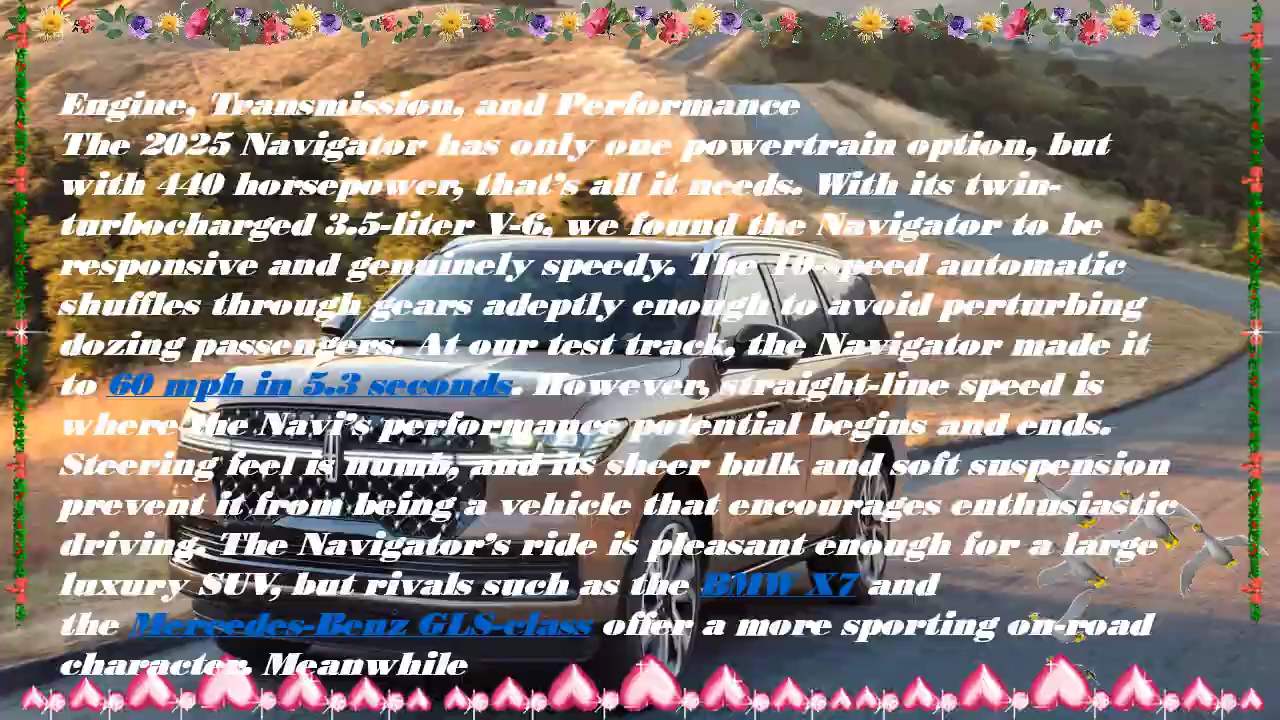 Engine, Transmission, and Performance
The 2025 Navigator has only one powertrain option, but
with 440 horsepower, that’s all it needs. With its twin-
turbocharged 3.5-liter V-6, we found the Navigator to be
responsive and genuinely speedy. The 10-speed automatic
shuffles through gears adeptly enough to avoid perturbing
dozing passengers. At our test track, the Navigator made it
to 60 mph in 5.3 seconds. However, straight-line speed is
where the Navi’s performance potential begins and ends.
Steering feel is numb, and its sheer bulk and soft suspension
prevent it from being a vehicle that encourages enthusiastic
driving. The Navigator’s ride is pleasant enough for a large
luxury SUV, but rivals such as the BMW X7 and
the Mercedes-Benz GLS-class offer a more sporting on-road
character. Meanwhile